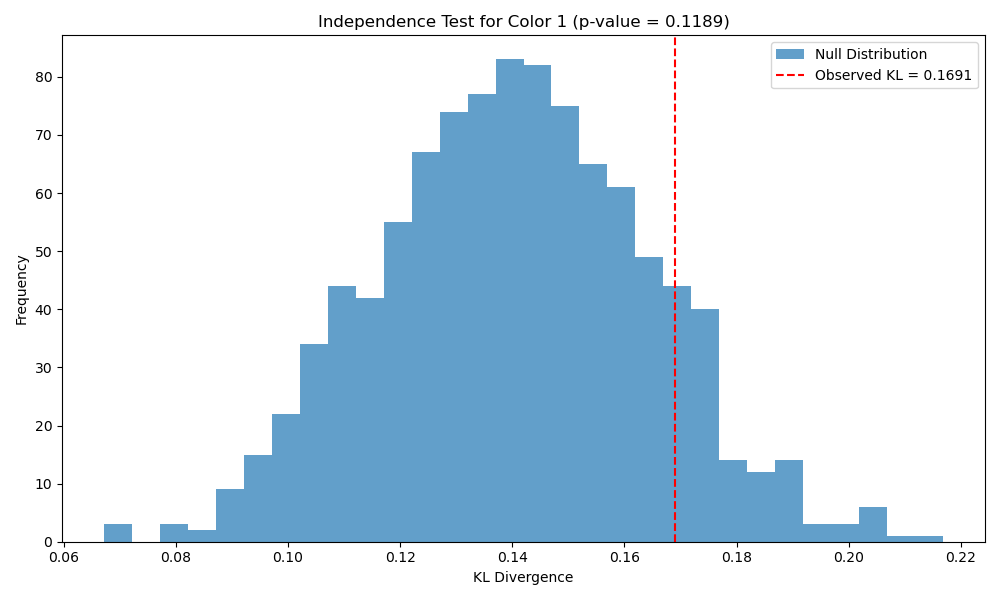 Independence Test for Color 1 (p-value = 0.1189)
Null Distribution
Observed KL = 0.1691
Frequency
80
70
60
50
40
30
20
10
0
0.06 0.08 0.10 0.12 0.14 0.16 0.18 0.20 0.22
KL Divergence